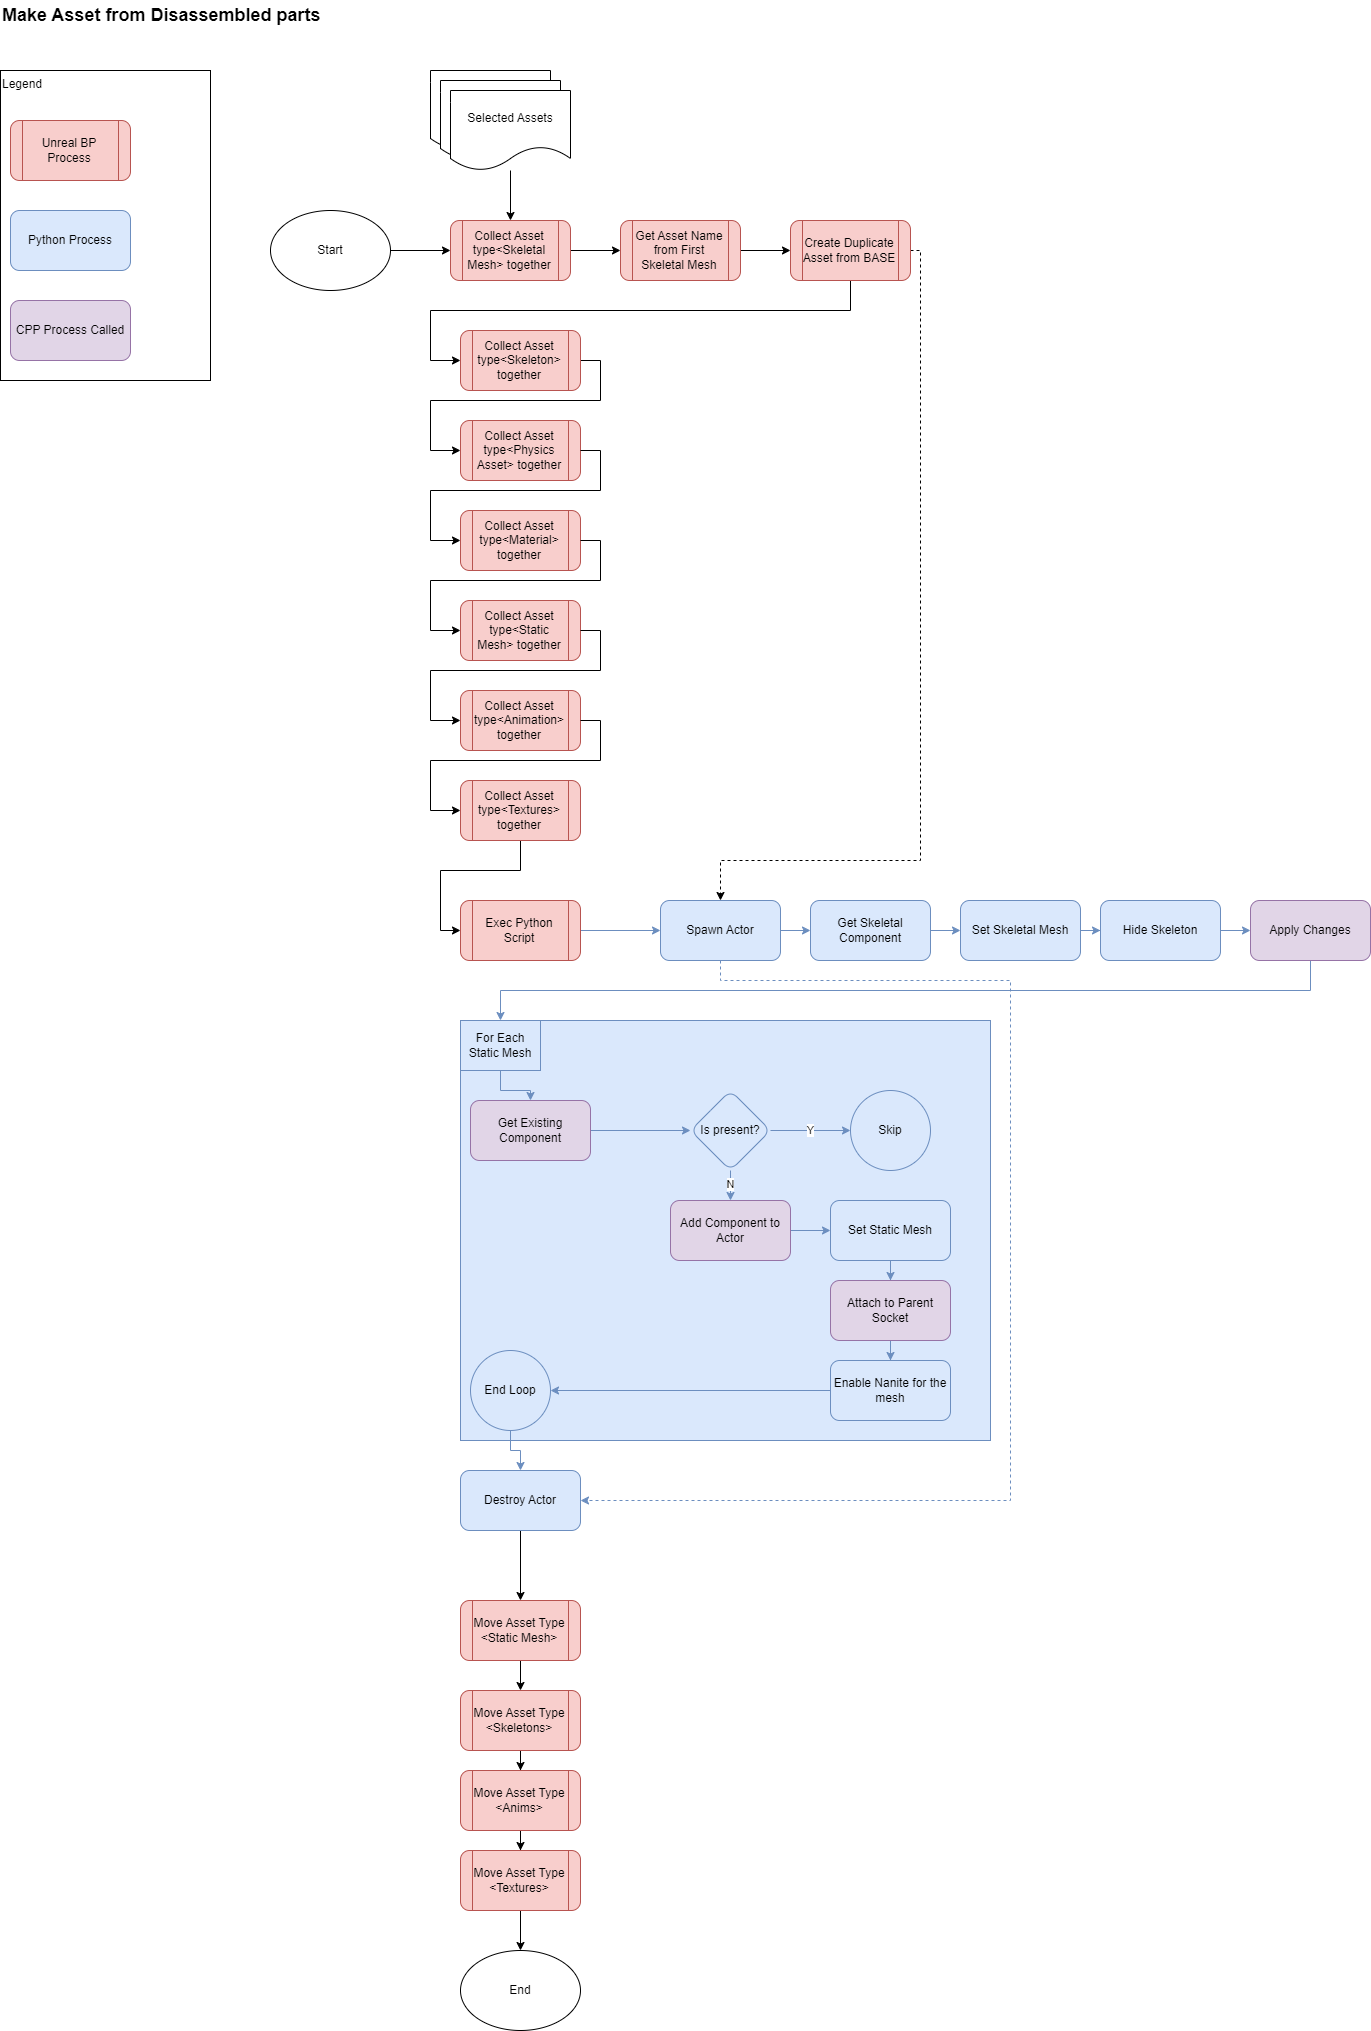 Make Asset from Disassembled parts
Legend
Unreal BP
Process
Python Process
CPP Process Called
Selected Assets
Start
Collect Asset
type<Skeletal
Mesh> together
Get Asset Name
from First
Skeletal Mesh
Create Duplicate
Asset from BASE
Collect Asset
type<Skeleton>
together
Collect Asset
type<Physics
Asset> together
Collect Asset
type<Material>
together
Collect Asset
type<Static
Mesh> together
Collect Asset
type<Animation>
together
Collect Asset
type<Textures>
together
Exec Python
Script
Spawn Actor
Get Skeletal
Component
Set Skeletal Mesh
Hide Skeleton
Apply Changes
For Each
Static Mesh
Get Existing
Component
Is present?
Y
Skip
N
Add Component to
Actor
Set Static Mesh
Attach to Parent
Socket
Enable Nanite for the
mesh
End Loop
Destroy Actor
Move Asset Type
<Static Mesh>
Move Asset Type
<Skeletons>
Move Asset Type
<Anims>
Move Asset Type
<Textures>
End